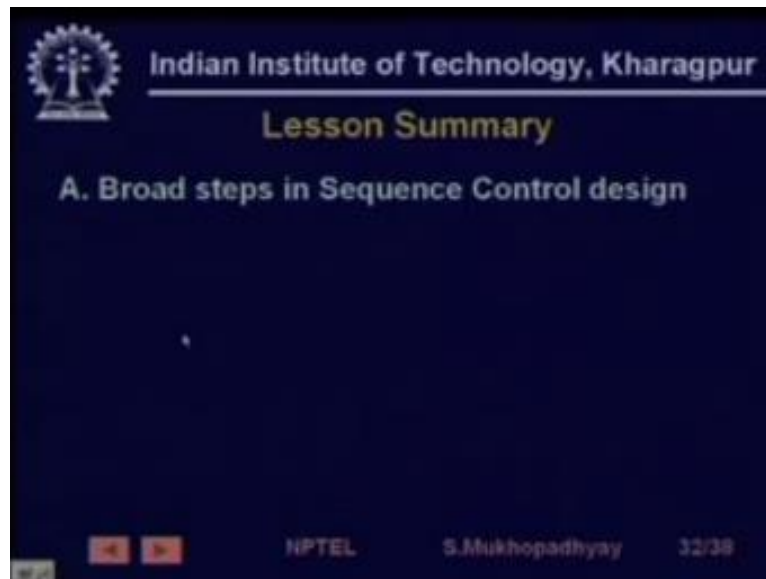 Indian Institute of Technology, Kharagpur
Lesson Summary
A. Broad steps in Sequence Control design
NPTEL S.Mukhopadhyay 32/38